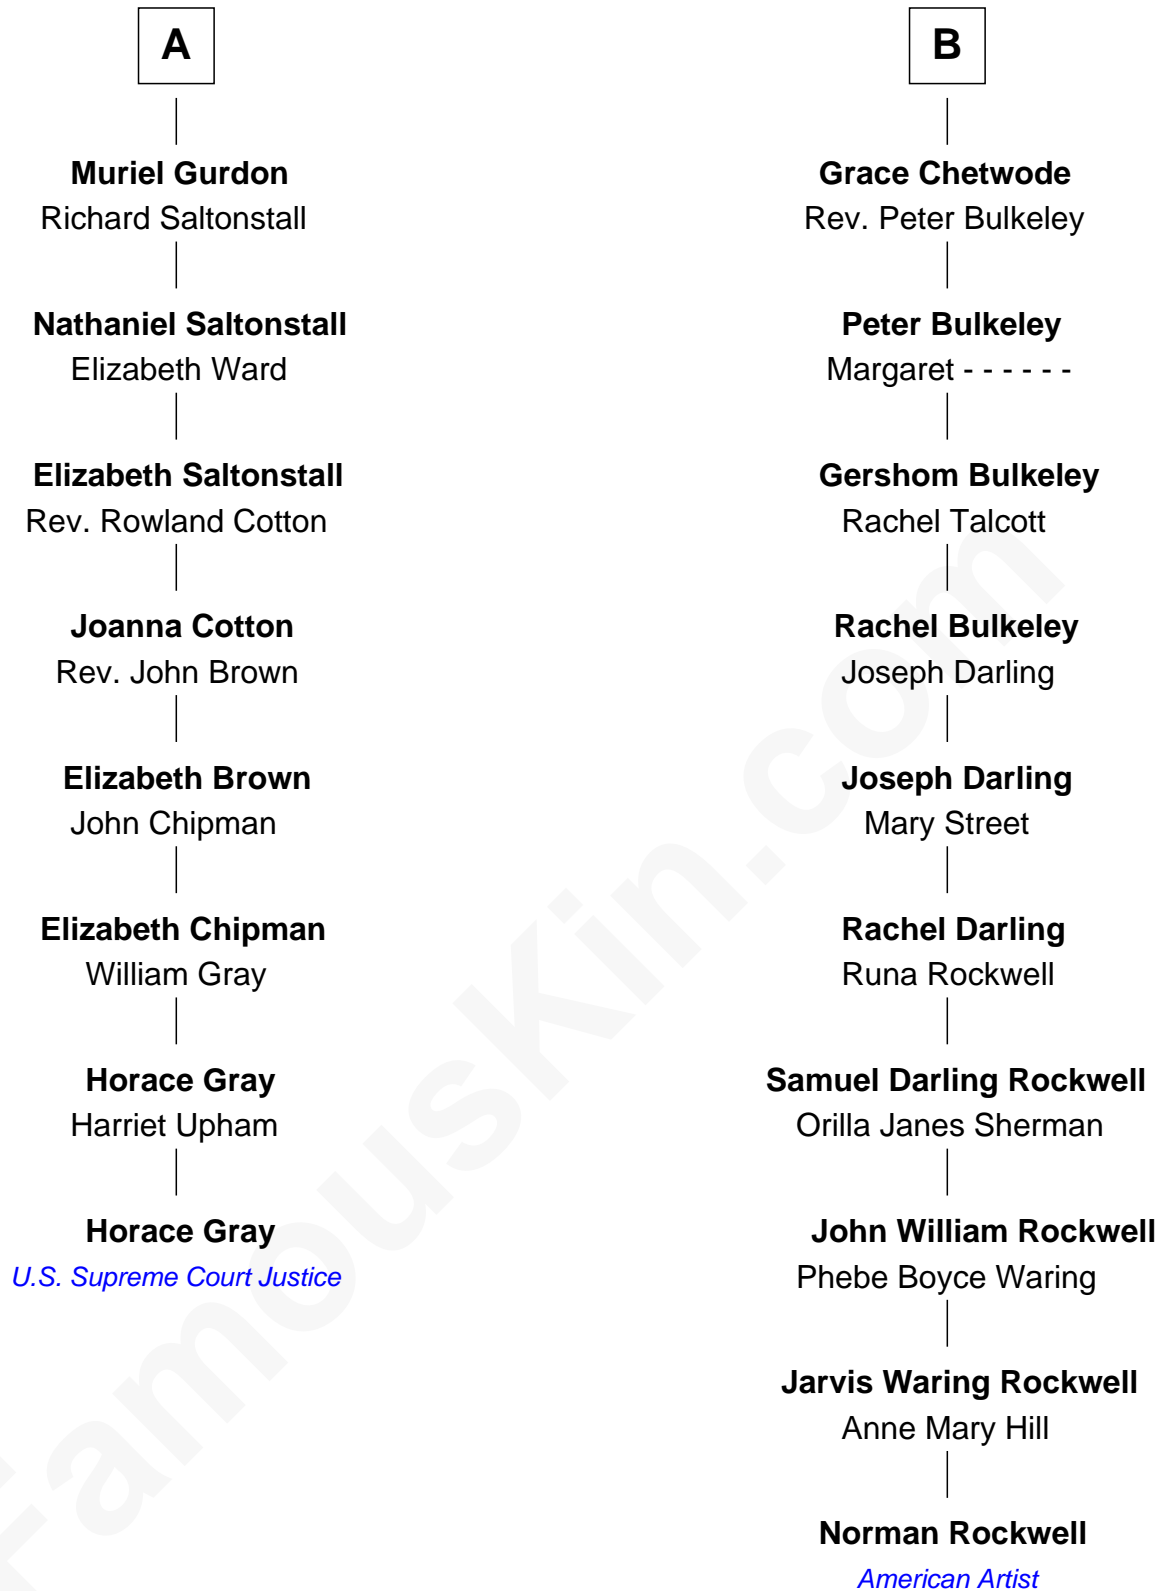 A
Muriel Gurdon
Richard Saltonstall
Nathaniel Saltonstall
Elizabeth Ward
Elizabeth Saltonstall
Rev. Rowland Cotton
Joanna Cotton
Rev. John Brown
Elizabeth Brown
John Chipman
Elizabeth Chipman
William Gray
Horace Gray
Harriet Upham
Horace Gray
U.S. Supreme Court Justice
B
Grace Chetwode
Rev. Peter Bulkeley
Peter Bulkeley
Margaret - - - - - -
Gershom Bulkeley
Rachel Talcott
Rachel Bulkeley
Joseph Darling
Joseph Darling
Mary Street
Rachel Darling
Runa Rockwell
Samuel Darling Rockwell
Orilla Janes Sherman
John William Rockwell
Phebe Boyce Waring
Jarvis Waring Rockwell
Anne Mary Hill
Norman Rockwell
American Artist
FamousKin.com